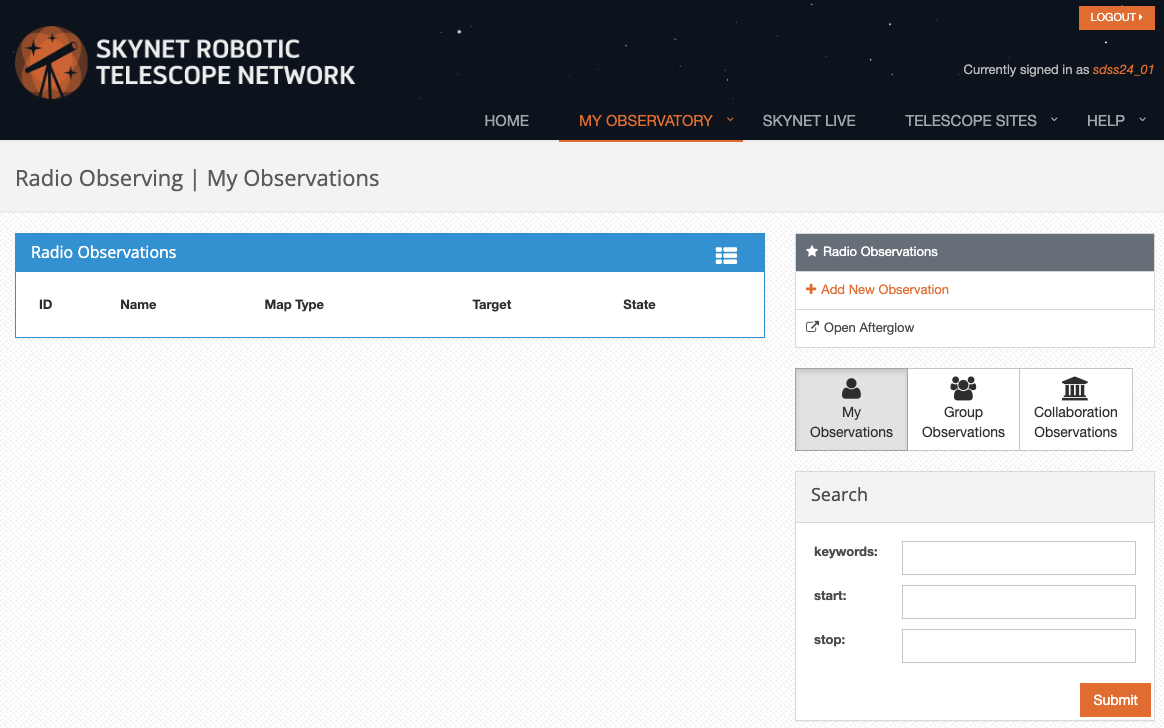 LOGOUT
SKYNET ROBOTIC
TELESCOPE NETWORK
Currently signed in as sdss24_01
HOME MY OBSERVATORY SKYNET LIVE TELESCOPE SITES HELP
Radio Observing | My Observations
Radio Observations
ID Name Map Type Target State
Radio Observations
Add New Observation
Open Afterglow
My
Observations
Group
Observations
Collaboration
Observations
Search
keywords:
start:
stop:
Submit